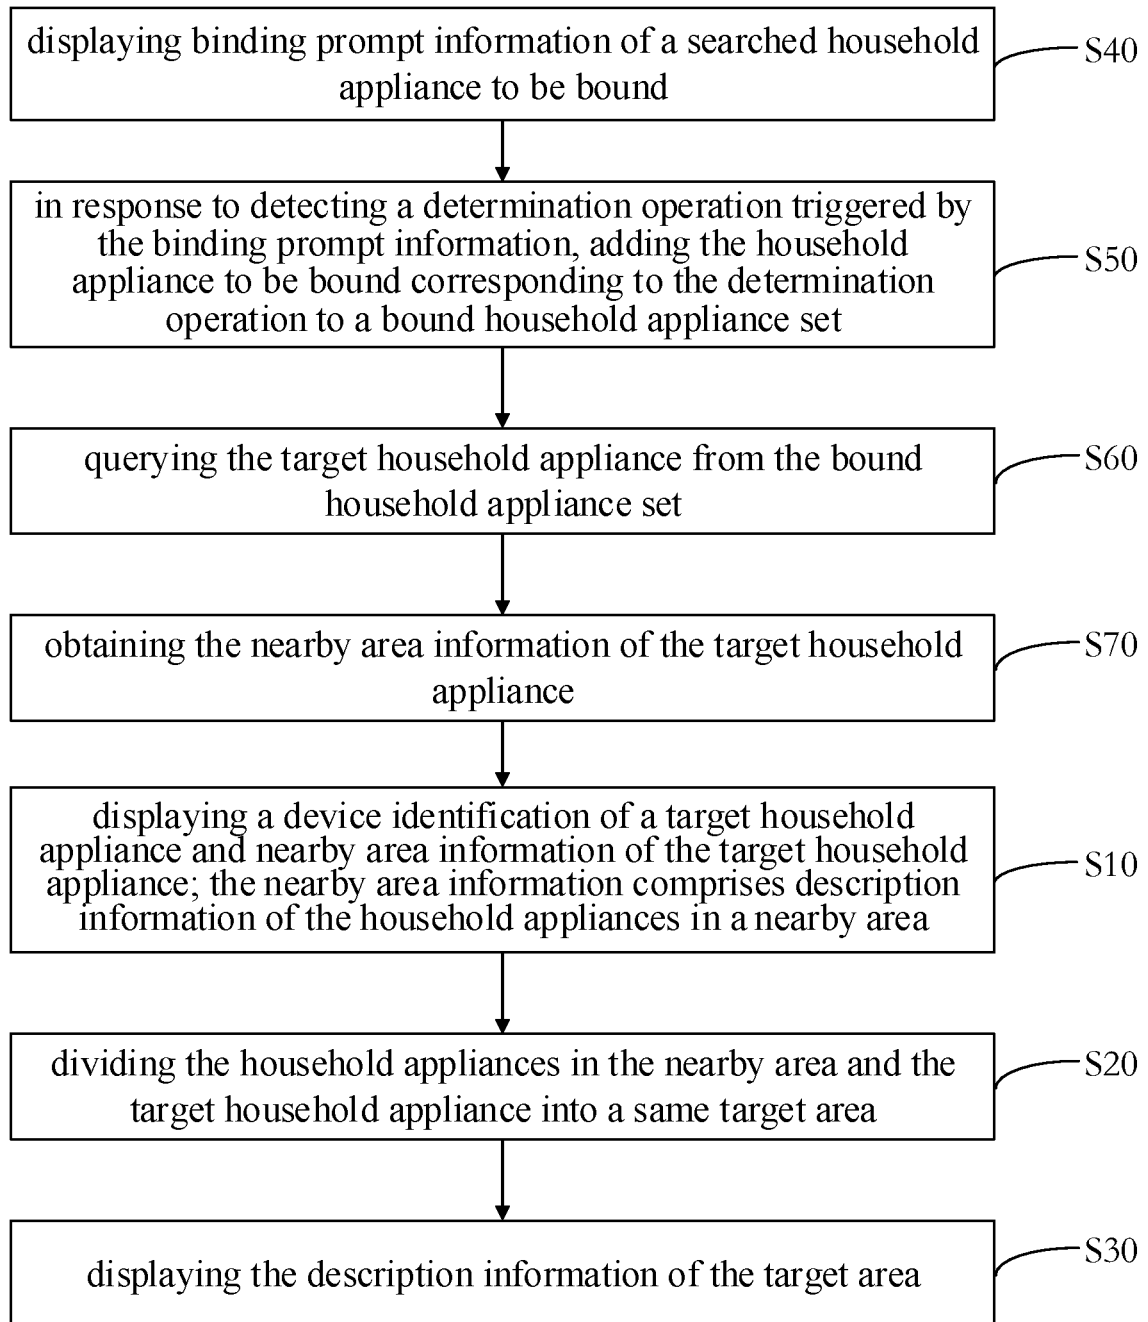 displaying binding prompt information of a searched household
appliance to be bound
S40
in response to detecting a determination operation triggered by
the binding prompt information, adding the household
appliance to be bound corresponding to the determination
operation to a bound household appliance set
S50
querying the target household appliance from the bound
household appliance set
S60
obtaining the nearby area information of the target household
appliance
S70
displaying a device identification of a target household
appliance and nearby area information of the target household
appliance; the nearby area information comprises description
information of the household appliances in a nearby area
S10
dividing the household appliances in the nearby area and the
target household appliance into a same target area
S20
displaying the description information of the target area
S30